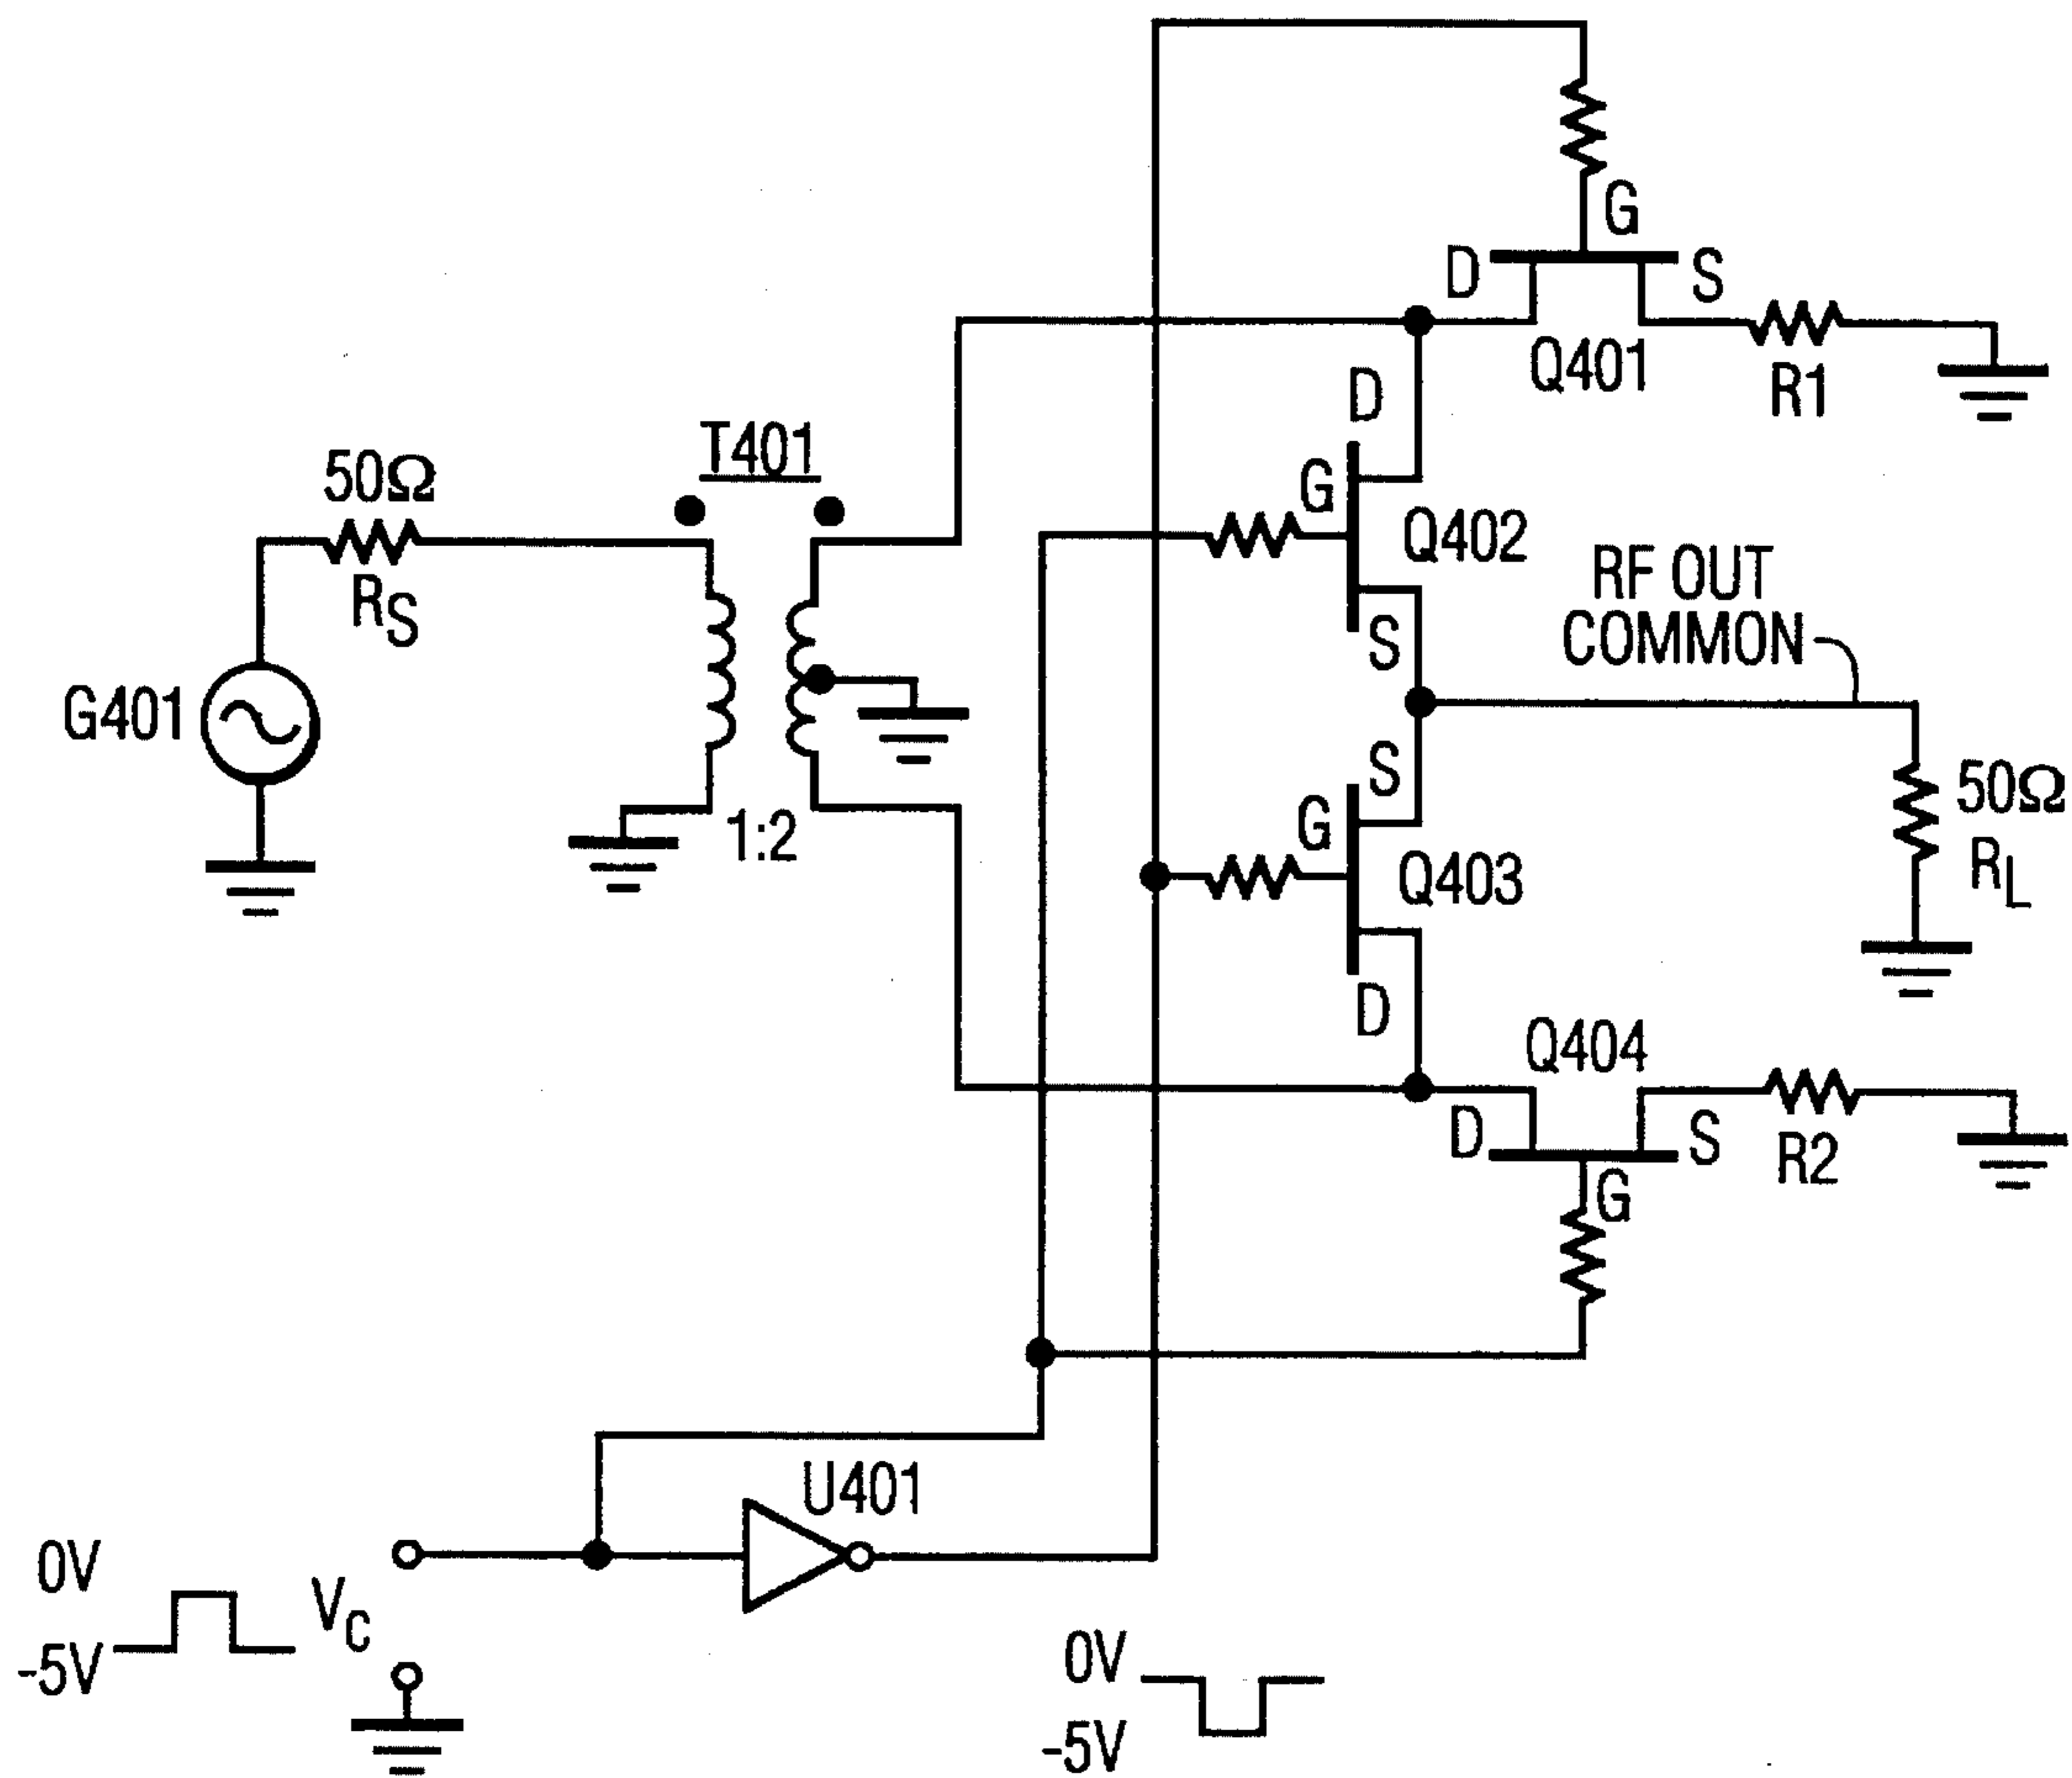 G
D
S
Q401
R1
D
T401
50Ω
G
Q402
RS
RF OUT
COMMON
S
G401
S
50Ω
1:2
G
Q403
RL
D
Q404
D
S
R2
G
U401
0V
VC
-5V
0V
-5V